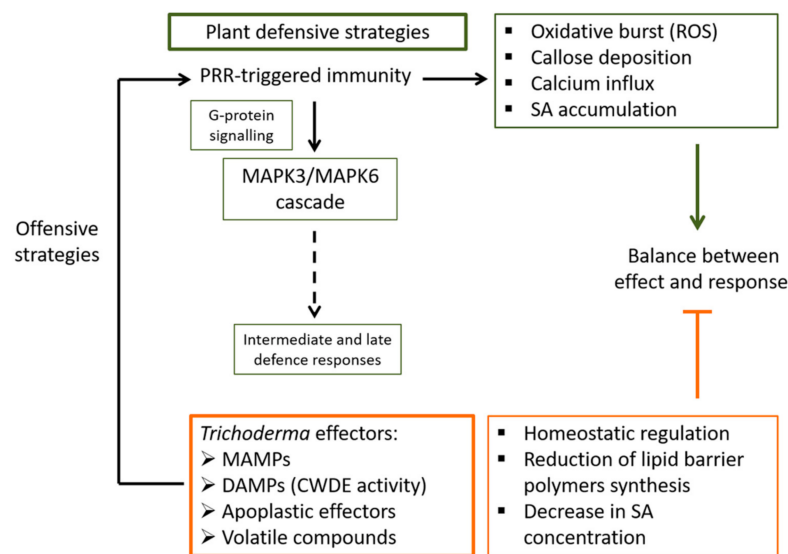 Plant defensive strategies
PRR-triggered immunity
▪ Oxidative burst (ROS)
▪ Callose deposition
▪ Calcium influx
▪ SA accumulation
G-protein
signalling
MAPK3/MAPK6
cascade
Offensive
strategies
Balance between
effect and response
Intermediate and late
defence responses
Trichoderma effectors:
➢ MAMPs
➢ DAMPs (CWDE activity)
➢ Apoplastic effectors
➢ Volatile compounds
▪ Homeostatic regulation
▪ Reduction of lipid barrier
polymers synthesis
▪ Decrease in SA
concentration